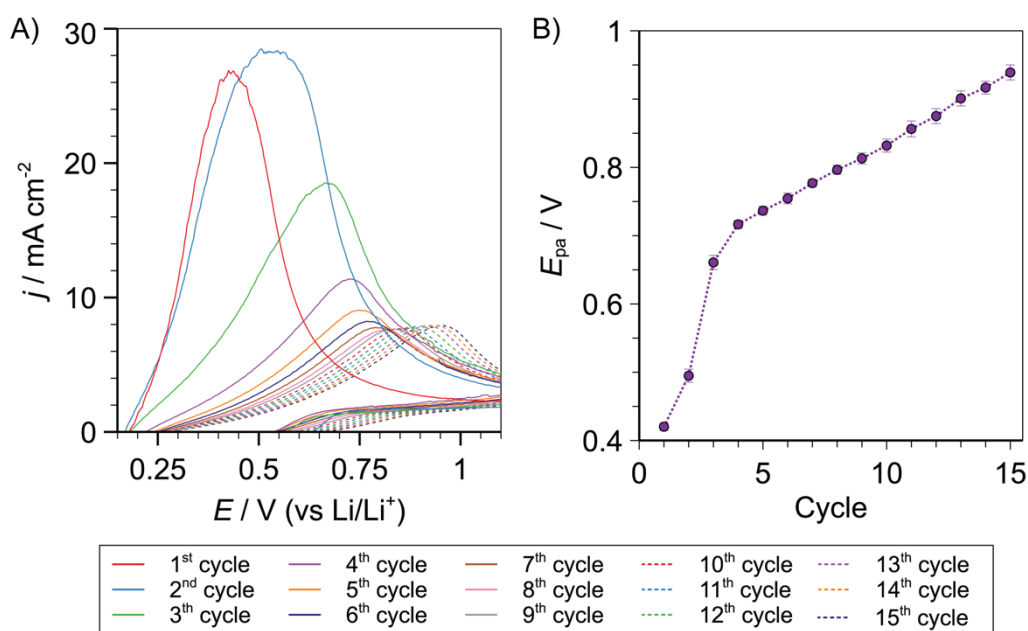 A)
30
20
10
0
j / mA cm⁻²
0.25
0.5
0.75
1
E / V (vs Li/Li⁺)
B)
1
0.8
0.6
0.4
E_pa / V
0
5
10
15
Cycle
1ˢᵗ cycle
4ᵗʰ cycle
7ᵗʰ cycle
10ᵗʰ cycle
13ᵗʰ cycle
2ⁿᵈ cycle
5ᵗʰ cycle
8ᵗʰ cycle
11ᵗʰ cycle
14ᵗʰ cycle
3ᵗʰ cycle
6ᵗʰ cycle
9ᵗʰ cycle
12ᵗʰ cycle
15ᵗʰ cycle